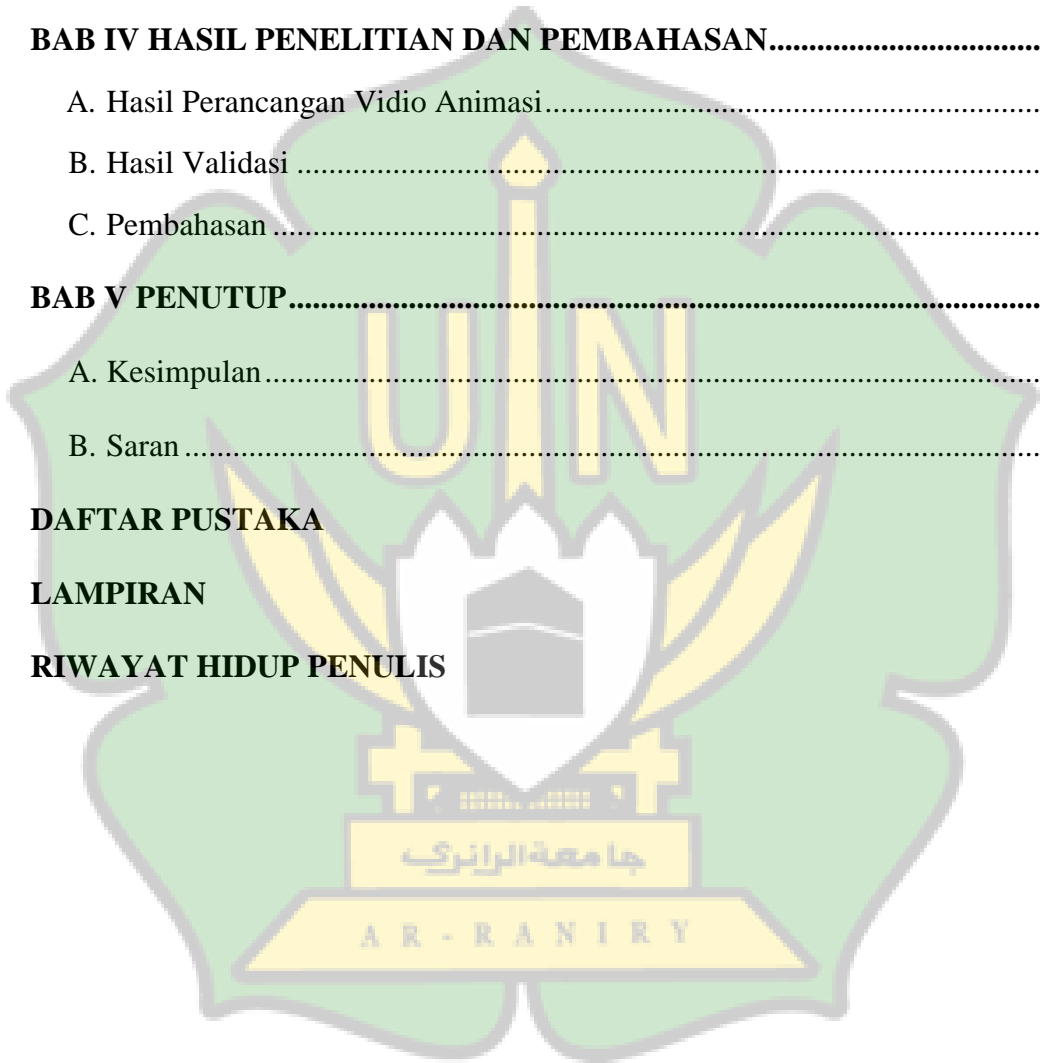 BAB IV HASIL PENELITIAN DAN PEMBAHASAN.................................
A. Hasil Perancangan Vidio Animasi..............................................................
B. Hasil Validasi .............................................................................................
C. Pembahasan ................................................................................................
BAB V PENUTUP.............................................................................................
A. Kesimpulan.................................................................................................
B. Saran ...........................................................................................................
DAFTAR PUSTAKA
LAMPIRAN
RIWAYAT HIDUP PENULIS
UIN
جامعة الرانري
AR-RANIRY